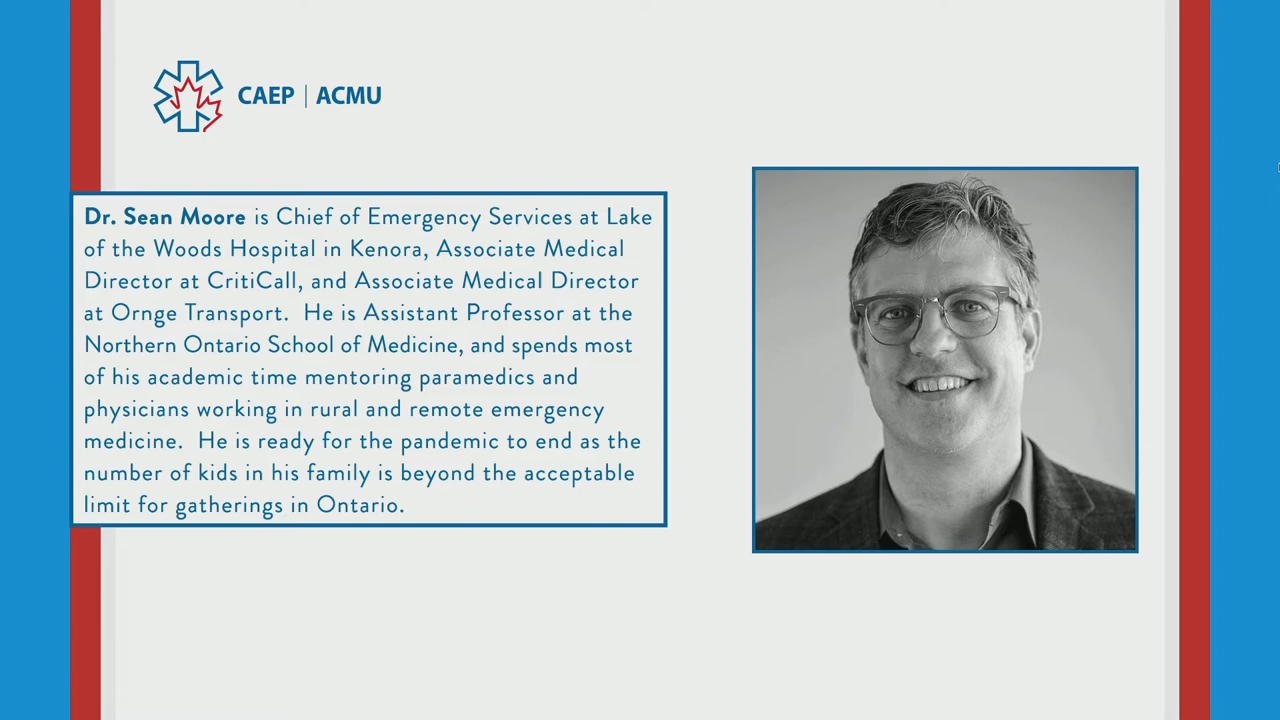 CAEP | ACMU
Dr. Sean Moore is Chief of Emergency Services at Lake
of the Woods Hospital in Kenora, Associate Medical
Director at CritiCall, and Associate Medical Director
at Ornge Transport.  He is Assistant Professor at the
Northern Ontario School of Medicine, and spends most
of his academic time mentoring paramedics and
physicians working in rural and remote emergency
medicine.  He is ready for the pandemic to end as the
number of kids in his family is beyond the acceptable
limit for gatherings in Ontario.